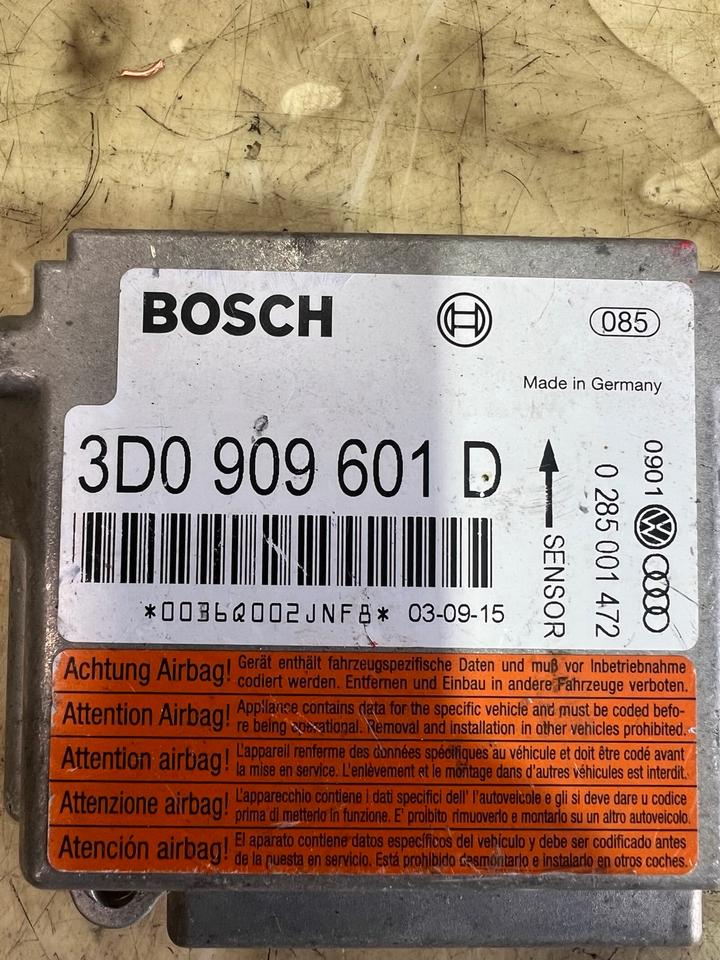 BOSCH
085
Made in Germany
3D0 909 601 D
SENSOR
0 285 001 472
0901
*0036Q002JNF8* 03-09-15
Achtung Airbag! Gerät enthält fahrzeugspezifische Daten und muß vor Inbetriebnahme
codiert werden. Entfernen und Einbau in andere Fahrzeuge verboten.
Attention Airbag! Appliance contains data for the specific vehicle and must be coded befo-
re being operational. Removal and installation in other vehicles prohibited.
Attention airbag! L'appareil renferme des données spécifiques au véhicule et doit être codé avant
la mise en service. L'enlèvement et le montage dans d'autres véhicules est interdit.
Attenzione airbag! L'apparecchio contiene i dati specifici dell' l'autoveicolo e gli si deve dare u codice
prima di metterlo in funzione. E' proibito rimuoverlo e montarlo su un altro autoveicolo.
Atención airbag! El aparato contiene datos específicos del vehículo y debe ser codificado antes
de la puesta en servicio. Está prohibido desmontarlo e instalarlo en otros coches.